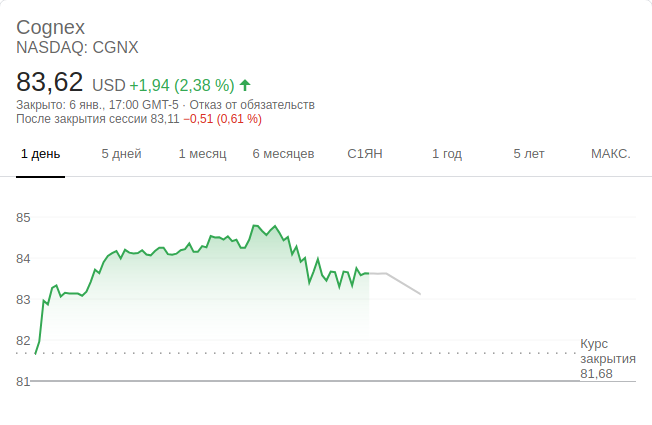 Cognex
NASDAQ: CGNX
83,62 USD +1,94 (2,38 %)
Закрыто: 6 янв., 17:00 GMT-5 · Отказ от обязательств
После закрытия сессии 83,11 −0,51 (0,61 %)
1 день 5 дней 1 месяц 6 месяцев С1ЯН 1 год 5 лет МАКС.
85
84
83
82
81
Курс
закрытия
81,68